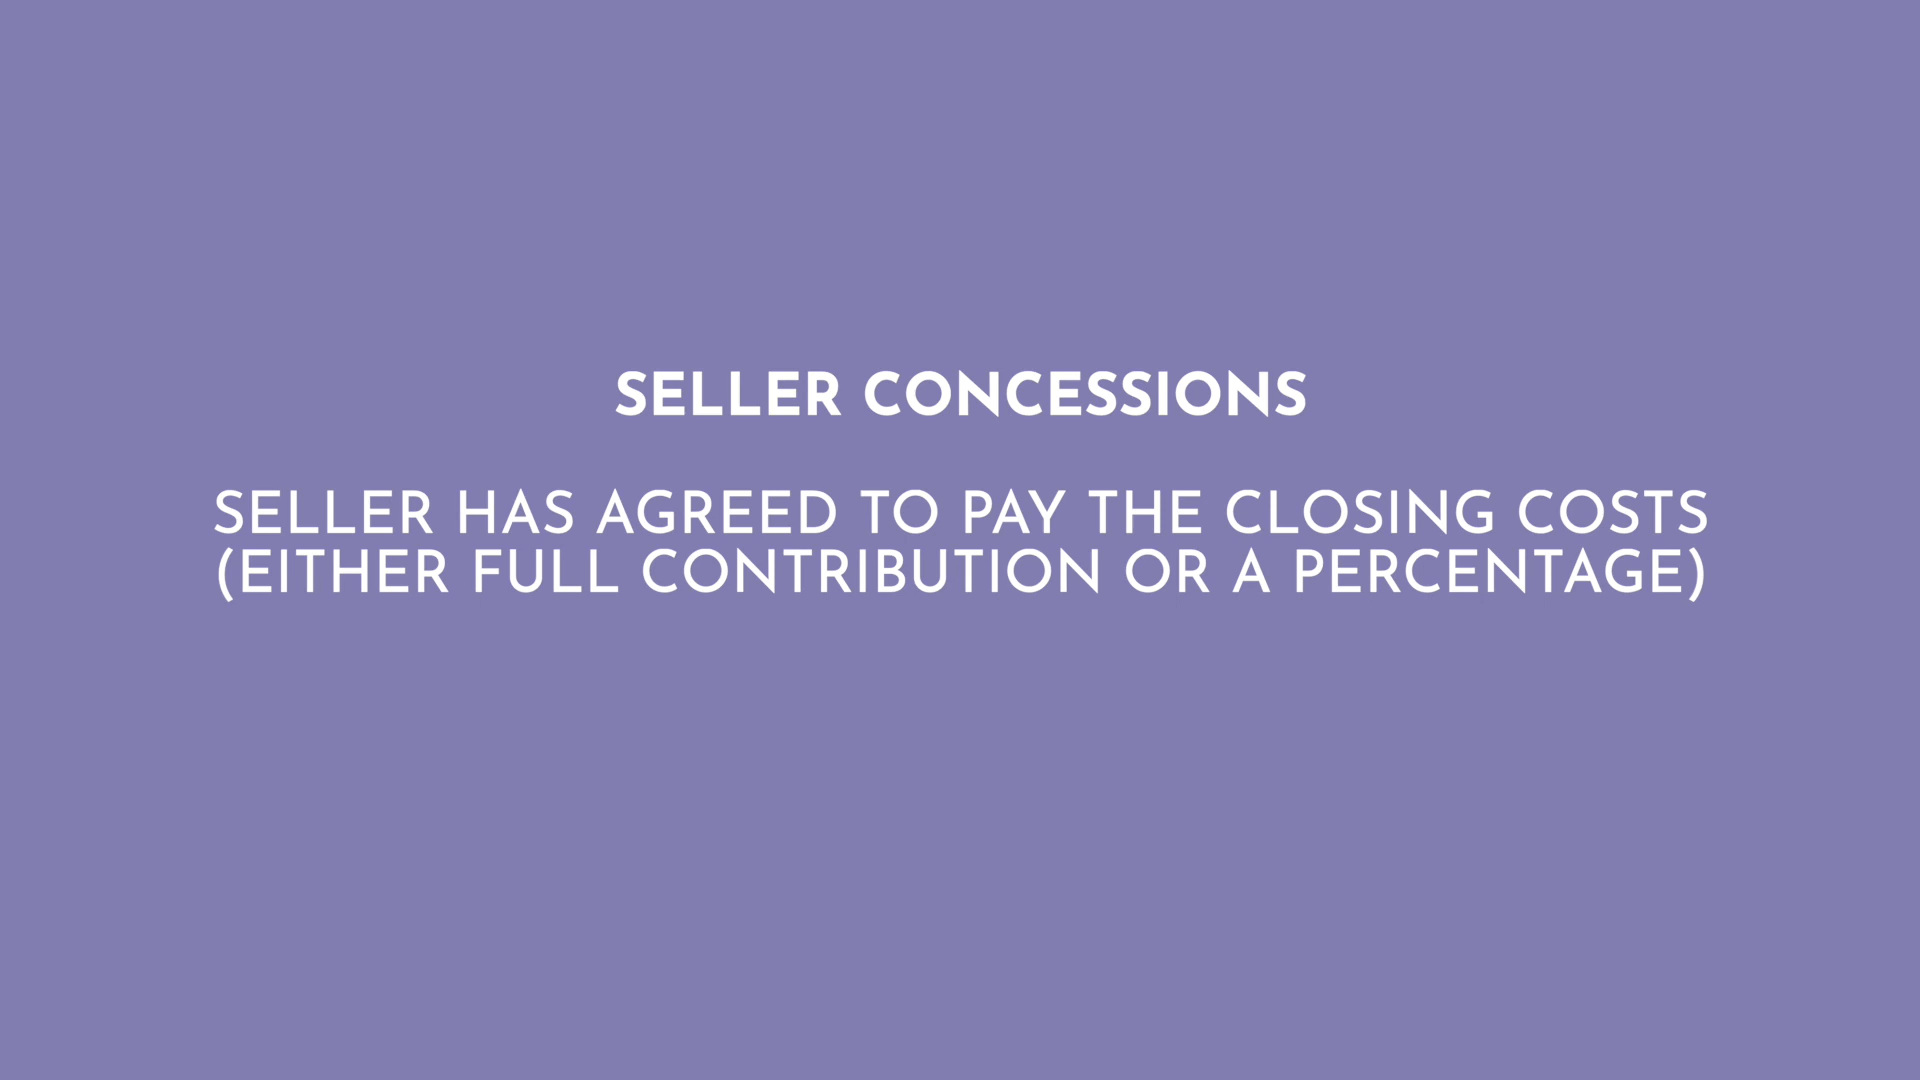 SELLER CONCESSIONS
SELLER HAS AGREED TO PAY THE CLOSING COSTS
(EITHER FULL CONTRIBUTION OR A PERCENTAGE)